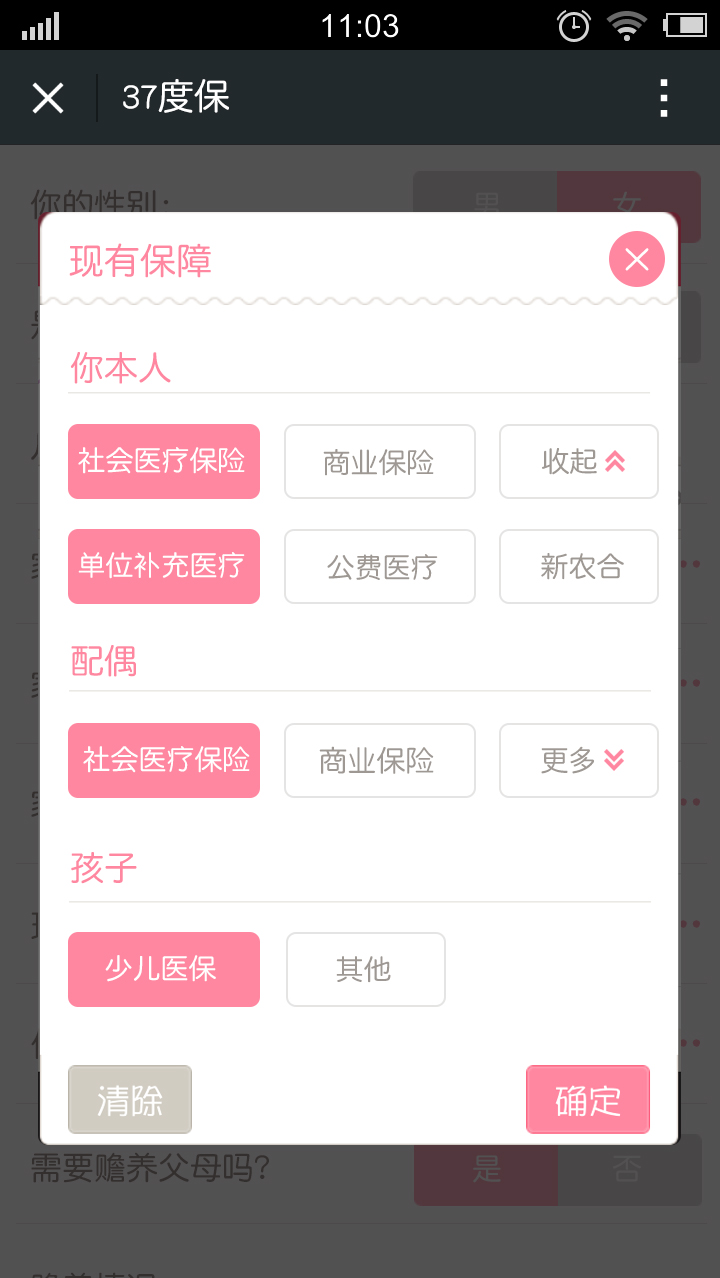 11:03
37度保
你的性别:
男 女
现有保障
你本人
社会医疗保险 商业保险 收起
单位补充医疗 公费医疗 新农合
配偶
社会医疗保险 商业保险 更多
孩子
少儿医保 其他
清除 确定
需要赡养父母吗?
是 否